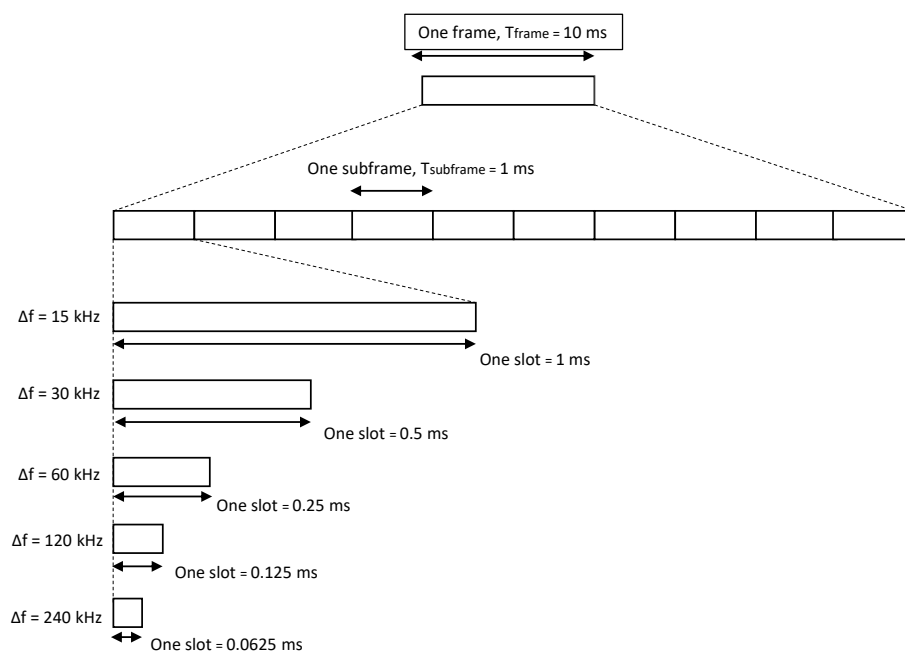 One frame, Tframe = 10 ms
One subframe, Tsubframe = 1 ms
Δf = 15 kHz
One slot = 1 ms
Δf = 30 kHz
One slot = 0.5 ms
Δf = 60 kHz
One slot = 0.25 ms
Δf = 120 kHz
One slot = 0.125 ms
Δf = 240 kHz
One slot = 0.0625 ms